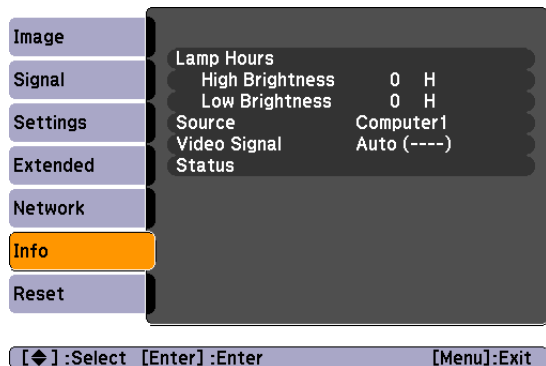 Image
Signal
Settings
Extended
Network
Info
Reset
Lamp Hours
High Brightness 0 H
Low Brightness 0 H
Source Computer1
Video Signal Auto (----)
Status
[◆] :Select [Enter] :Enter [Menu]:Exit